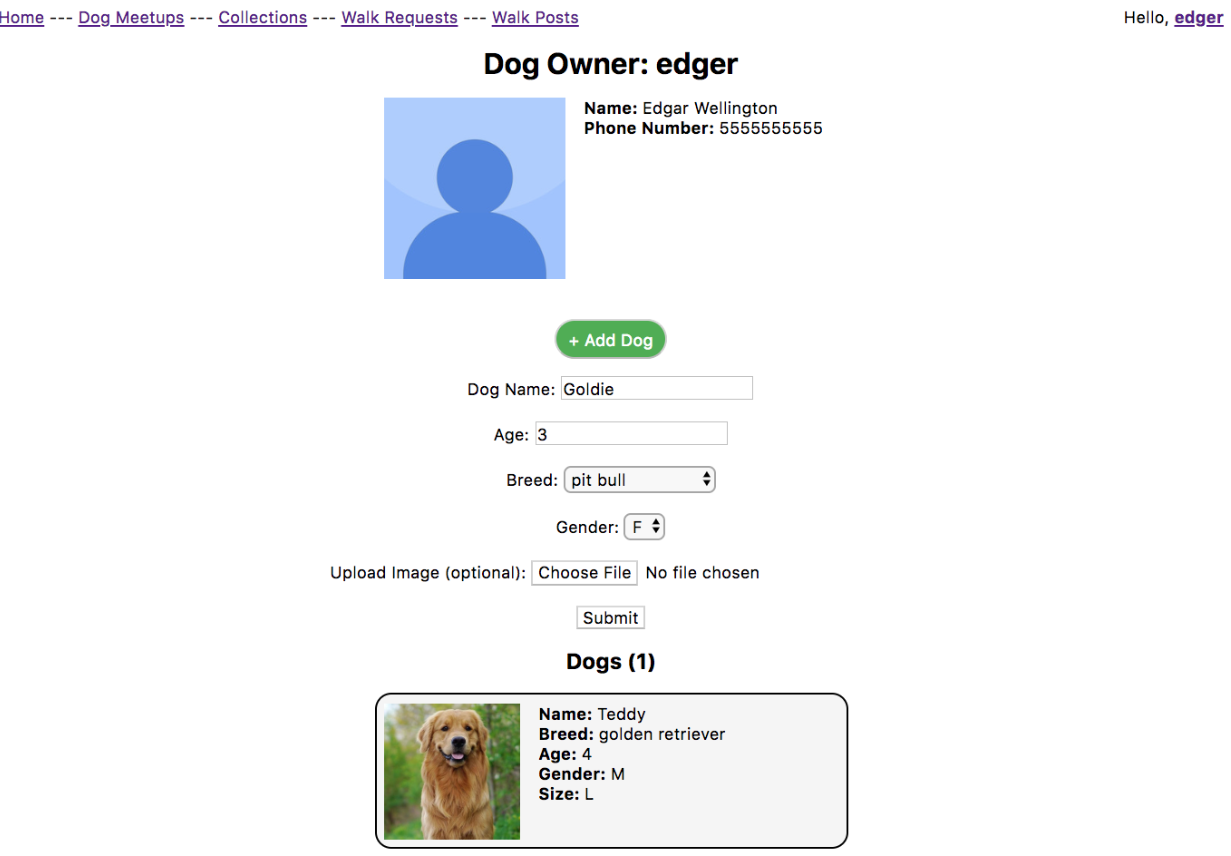 Home --- Dog Meetups --- Collections --- Walk Requests --- Walk Posts
Hello, edger
Dog Owner: edger
Name: Edgar Wellington
Phone Number: 5555555555
+ Add Dog
Dog Name: Goldie
Age: 3
Breed: pit bull
Gender: F
Upload Image (optional): Choose File No file chosen
Submit
Dogs (1)
Name: Teddy
Breed: golden retriever
Age: 4
Gender: M
Size: L